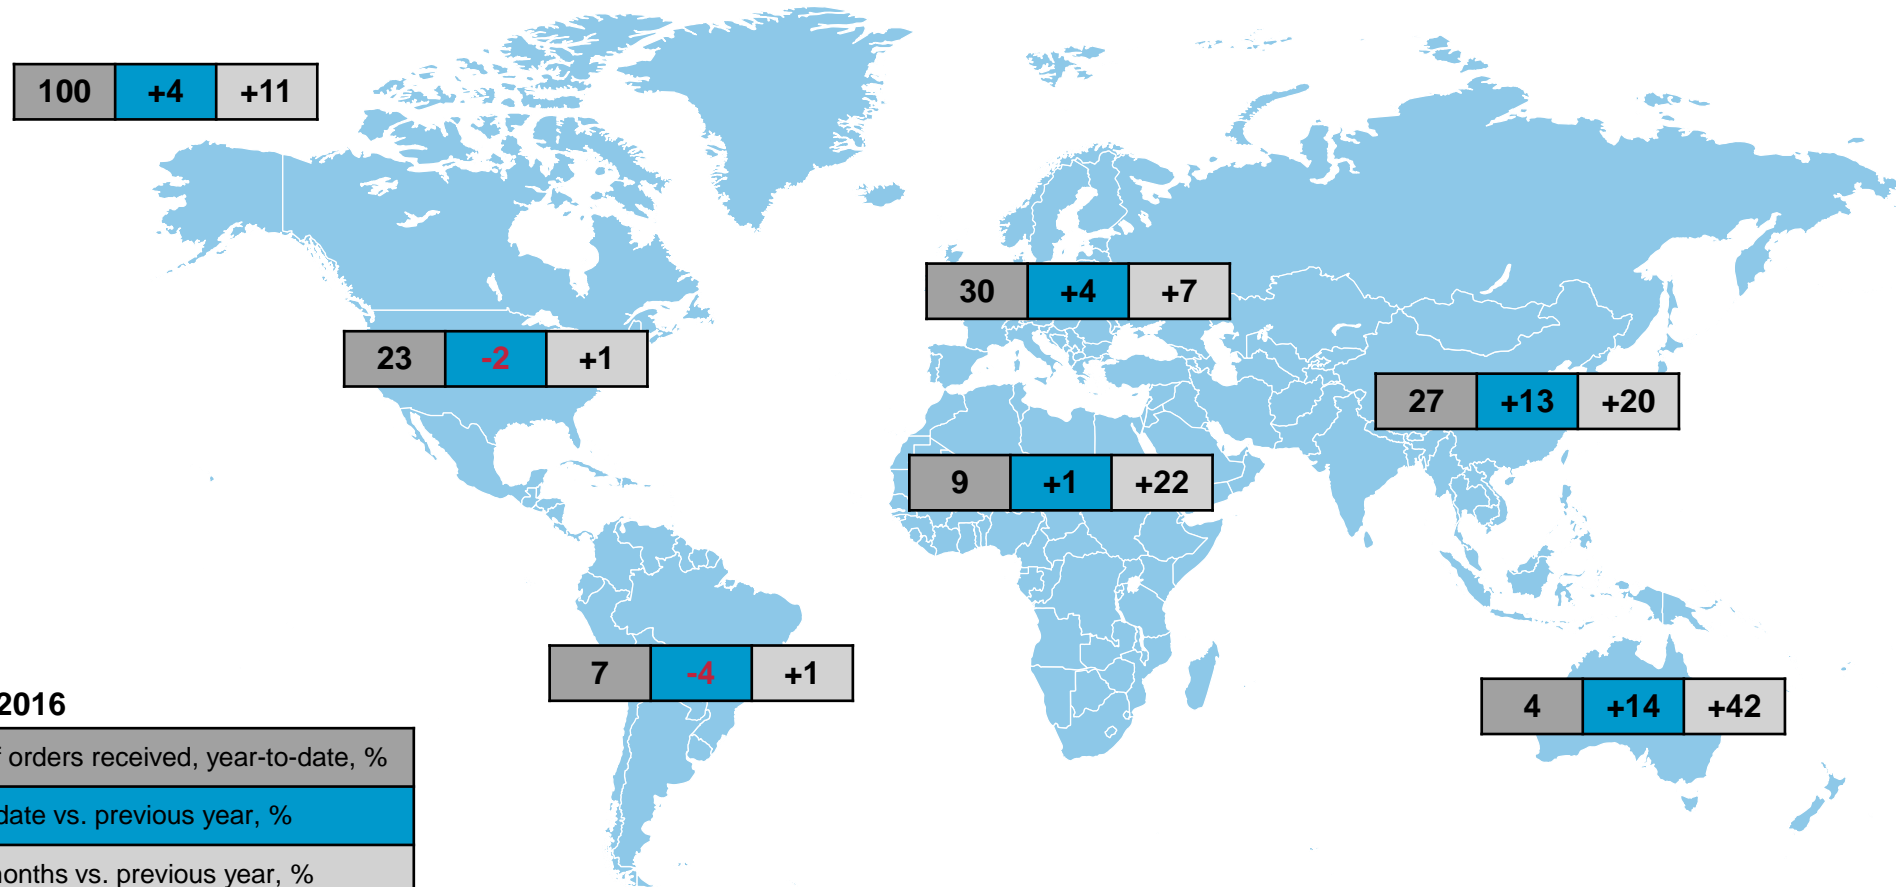 100 +4 +11
30 +4 +7
23 -2 +1
27 +13 +20
9 +1 +22
7 -4 +1
4 +14 +42
2016
orders received, year-to-date, %
date vs. previous year, %
months vs. previous year, %